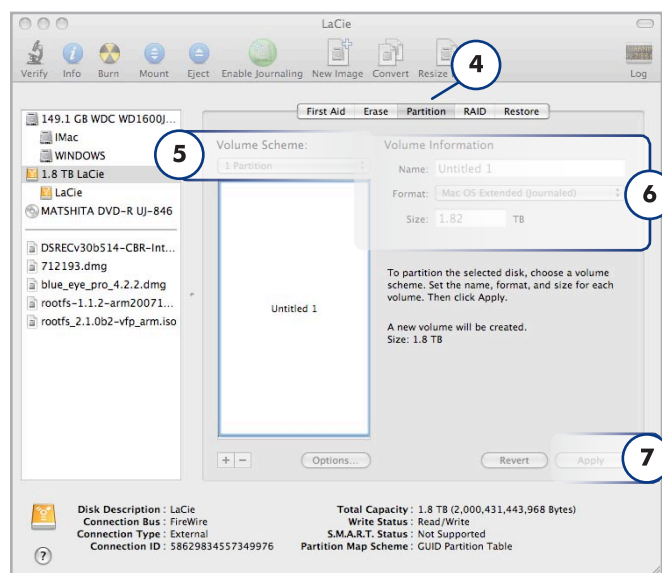 LaCie
Verify Info Burn Mount Eject Enable Journaling New Image Convert Resize Log
4
First Aid Erase Partition RAID Restore
149.1 GB WDC WD1600J...
IMac
WINDOWS
1.8 TB LaCie
LaCie
MATSHITA DVD-R UJ-846
DSRECv30b514-CBR-Int...
712193.dmg
blue_eye_pro_4.2.2.dmg
rootfs-1.1.2-arm20071...
rootfs_2.1.0b2-vfp_arm.iso
5
Volume Scheme:
1 Partition
Untitled 1
+ − Options...
Volume Information
Name: Untitled 1
Format: Mac OS Extended (Journaled)
Size: 1.82 TB
6
To partition the selected disk, choose a volume
scheme. Set the name, format, and size for each
volume. Then click Apply.
A new volume will be created.
Size: 1.8 TB
Revert Apply
7
Disk Description : LaCie
Connection Bus : FireWire
Connection Type : External
Connection ID : 58629834557349976
Total Capacity : 1.8 TB (2,000,431,443,968 Bytes)
Write Status : Read/Write
S.M.A.R.T. Status : Not Supported
Partition Map Scheme : GUID Partition Table
?